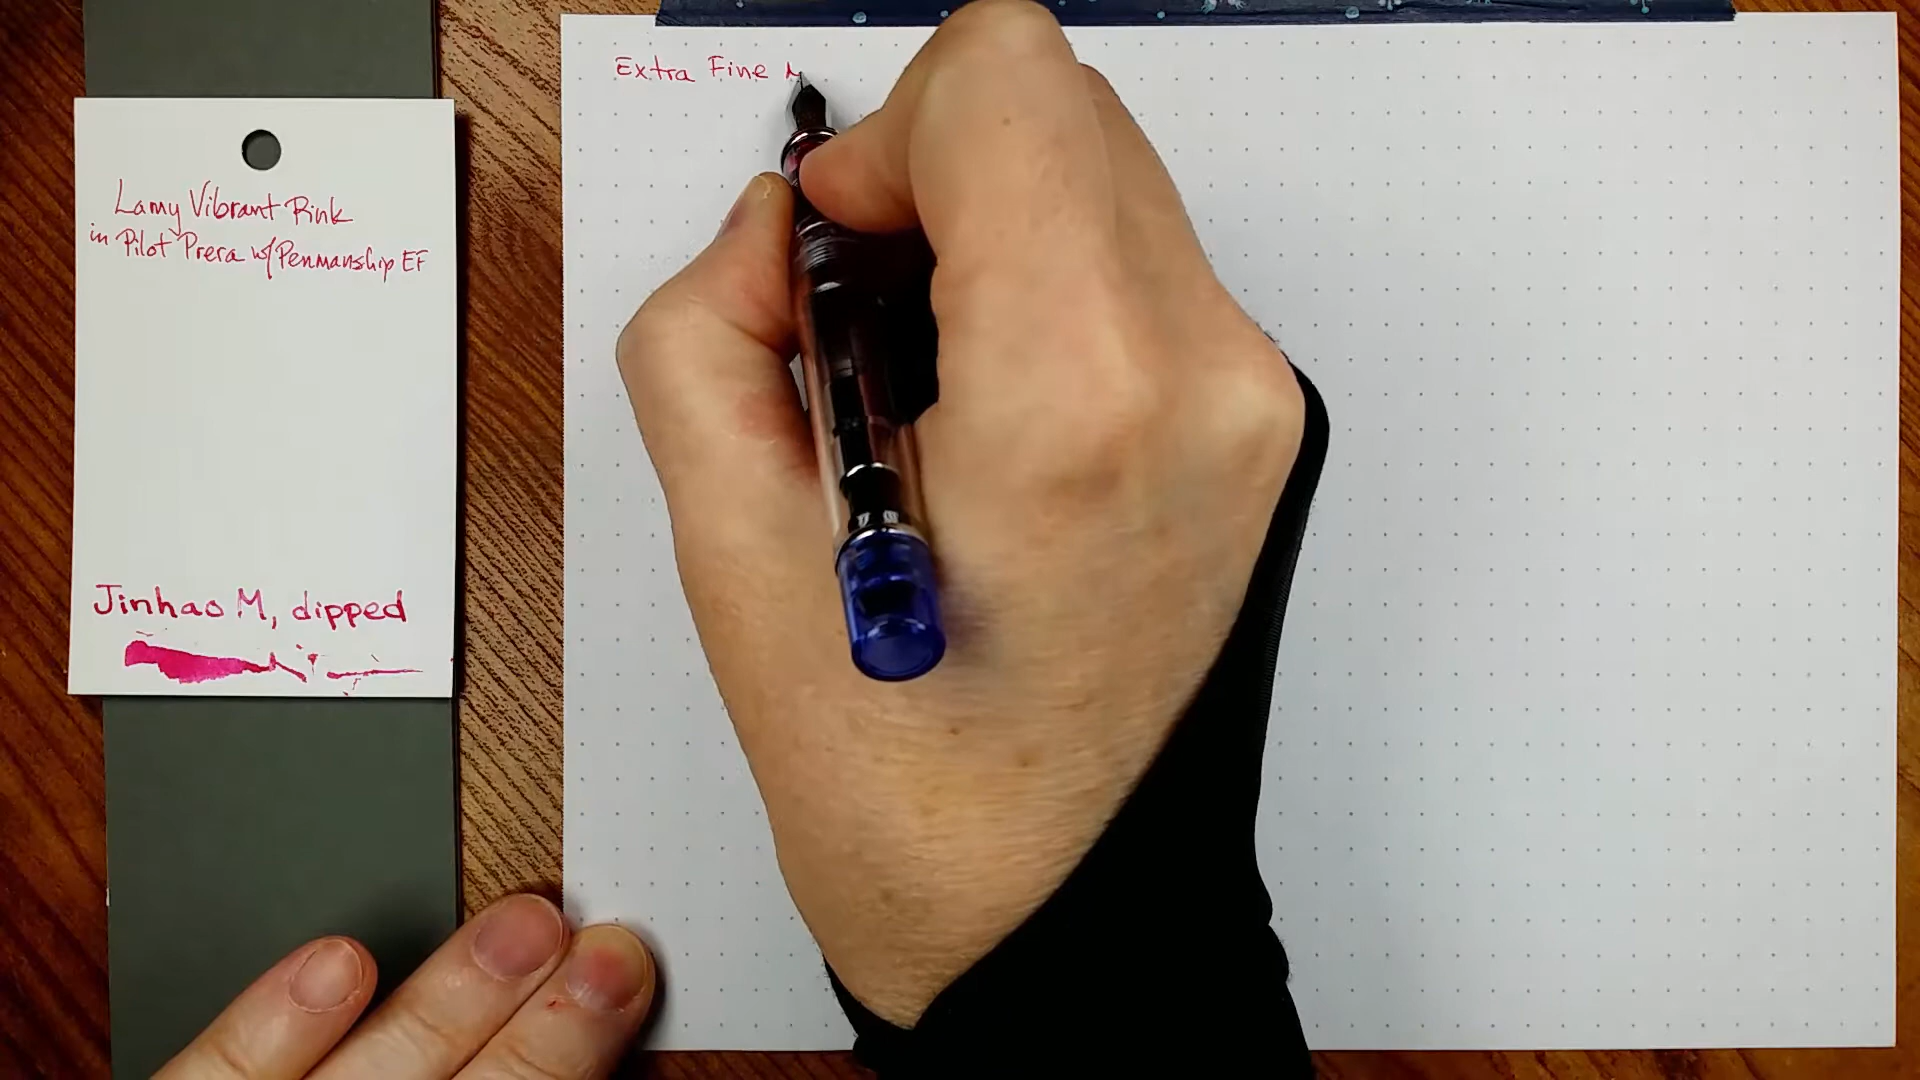 Lamy Vibrant Pink
in Pilot Prera w/Penmanship EF
Jinhao M, dipped
Extra Fine